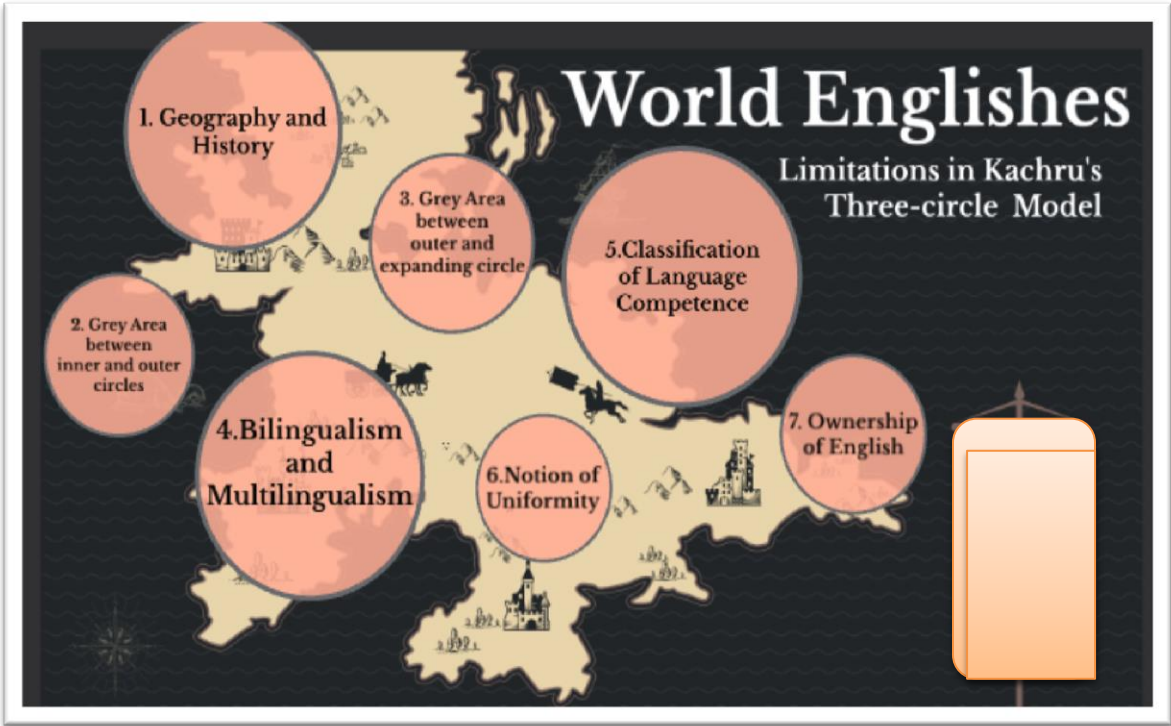 World Englishes
Limitations in Kachru's
Three-circle Model
1. Geography and
History
2. Grey Area
between
inner and outer
circles
3. Grey Area
between
outer and
expanding circle
4.Bilingualism
and
Multilingualism
5.Classification
of Language
Competence
6.Notion of
Uniformity
7. Ownership
of English